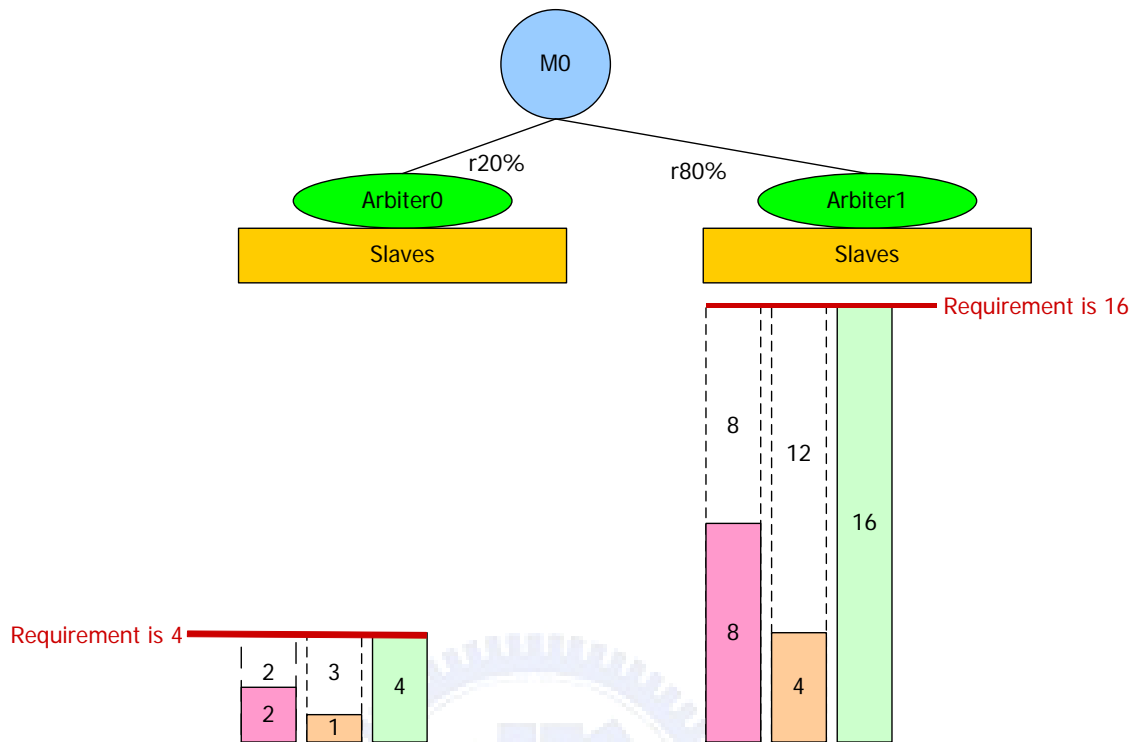 M0
r20%
r80%
Arbiter0
Arbiter1
Slaves
Slaves
Requirement is 16
8
12
16
8
4
Requirement is 4
2
3
4
2
1